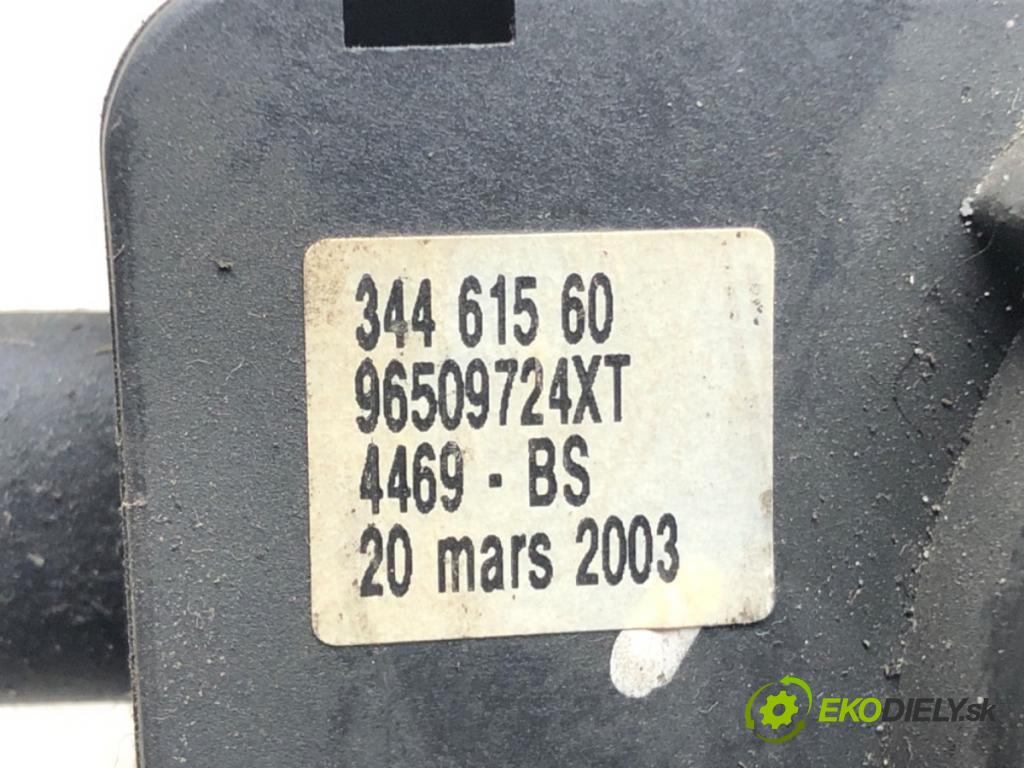 344 615 60
96509724XT
4469 - BS
20 mars 2003
EKODIELY.sk